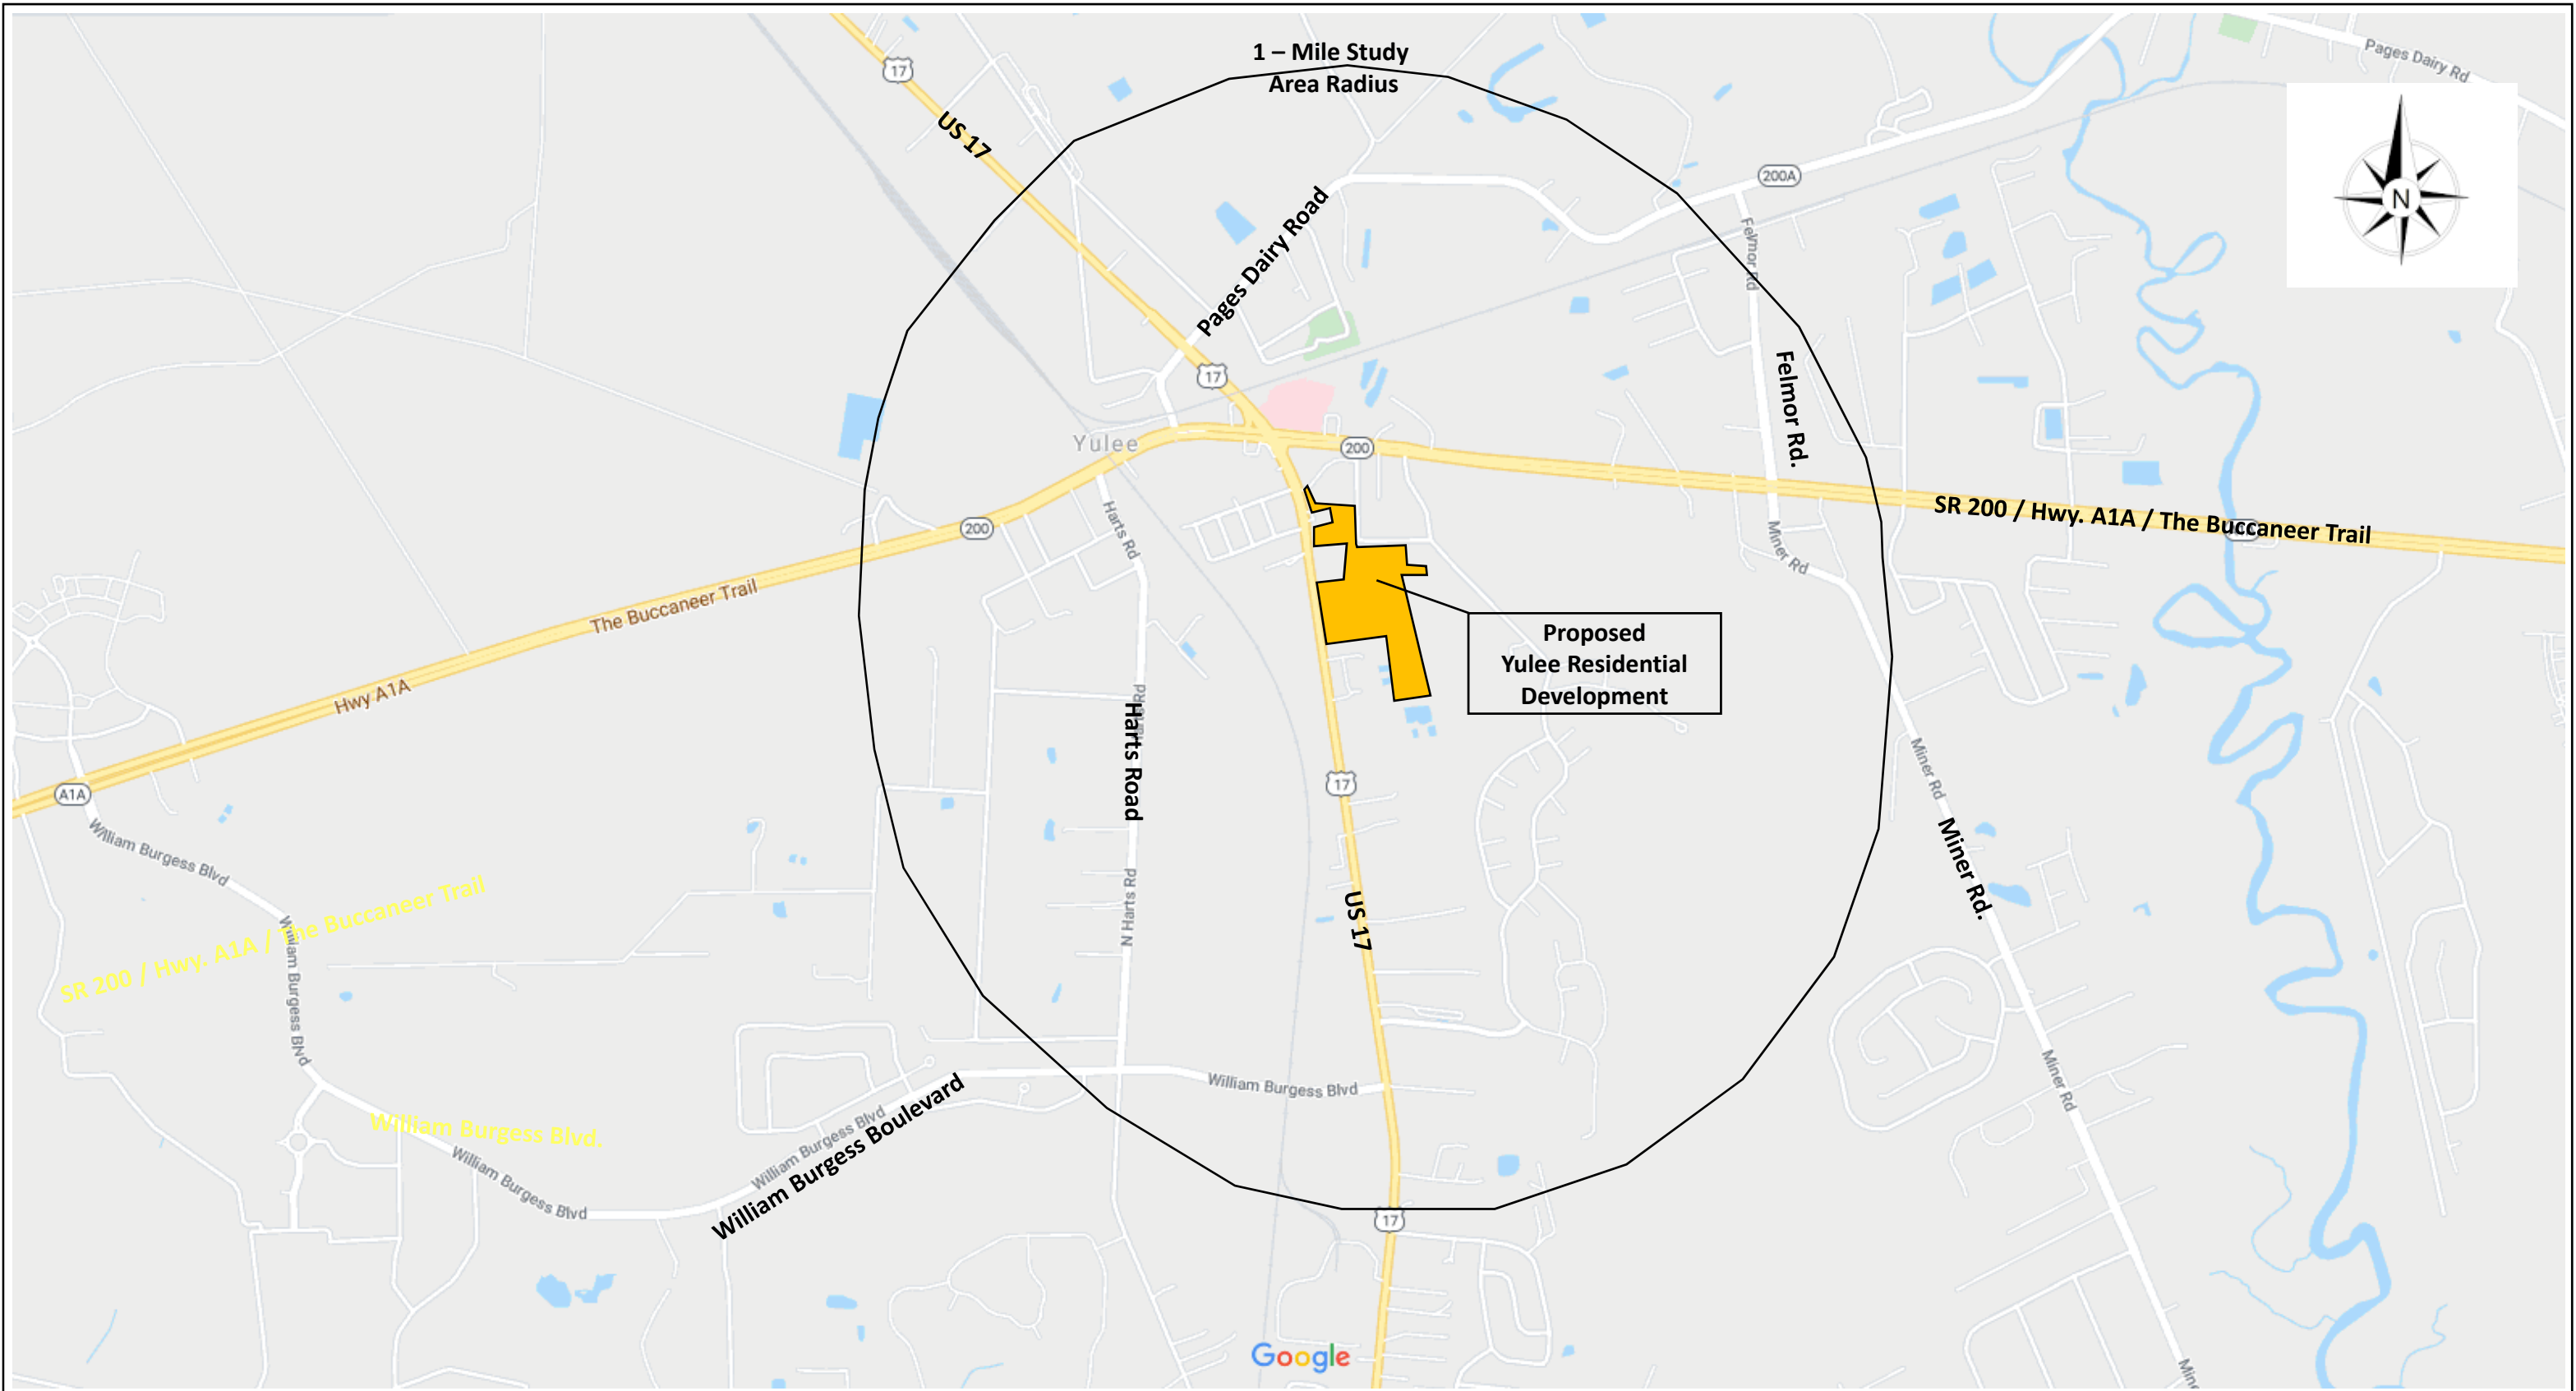 1 – Mile Study
Area Radius
Pages Dairy Rd
17
US 17
200A
N
Pages Dairy Road
Felmor Rd
17
Felmor Rd.
Yulee
200
200
Harts Rd
SR 200 / Hwy. A1A / The Buccaneer Trail
Miner Rd
The Buccaneer Trail
Proposed
Yulee Residential
Development
Hwy A1A
Harts Rd
Harts Road
17
A1A
Miner Rd
William Burgess Blvd
SR 200 / Hwy. A1A / The Buccaneer Trail
N Harts Rd
US 17
Miner Rd.
William Burgess Blvd
William Burgess Blvd
Miner Rd
William Burgess Blvd.
William Burgess Blvd
William Burgess Boulevard
William Burgess Blvd
17
Google